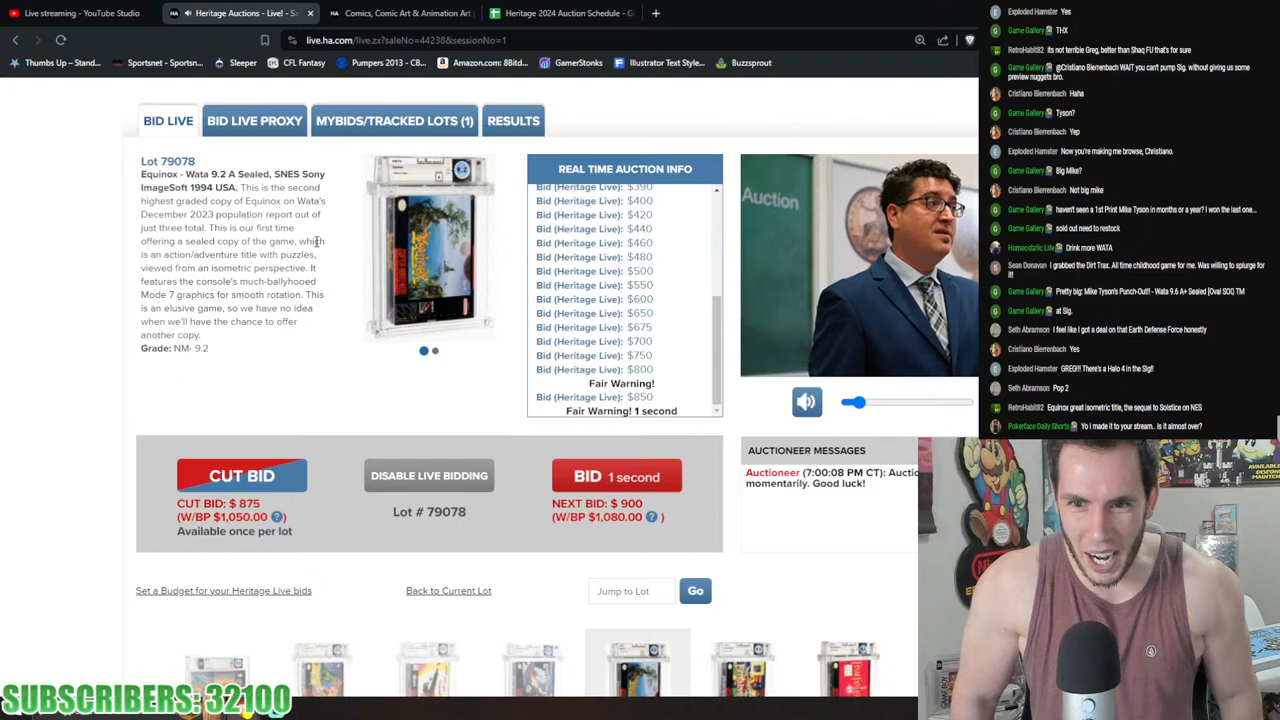 Live streaming - YouTube Studio
Heritage Auctions - Live! - Sa
Comics, Comic Art & Animation Art
Heritage 2024 Auction Schedule - G
live.ha.com/live.zx?saleNo=44238&sessionNo=1
Thumbs Up – Stand...
Sportsnet - Sportsn...
Sleeper
CFL Fantasy
Pumpers 2013 – CB...
Amazon.com: 8Bitd...
GamerStonks
Illustrator Text Style...
Buzzsprout
BID LIVE
BID LIVE PROXY
MYBIDS/TRACKED LOTS (1)
RESULTS
Lot 79078
Equinox - Wata 9.2 A Sealed, SNES Sony
ImageSoft 1994 USA. This is the second
highest graded copy of Equinox on Wata's
December 2023 population report out of
just three total. This is our first time
offering a sealed copy of the game, which
is an action/adventure title with puzzles,
viewed from an isometric perspective. It
features the console's much-ballyhooed
Mode 7 graphics for smooth rotation. This
is an elusive game, so we have no idea
when we'll have the chance to offer
another copy.
Grade: NM- 9.2
REAL TIME AUCTION INFO
Bid (Heritage Live): $390
Bid (Heritage Live): $400
Bid (Heritage Live): $420
Bid (Heritage Live): $440
Bid (Heritage Live): $460
Bid (Heritage Live): $480
Bid (Heritage Live): $500
Bid (Heritage Live): $550
Bid (Heritage Live): $600
Bid (Heritage Live): $650
Bid (Heritage Live): $675
Bid (Heritage Live): $700
Bid (Heritage Live): $750
Bid (Heritage Live): $800
Fair Warning!
Bid (Heritage Live): $850
Fair Warning! 1 second
Auction
CUT BID
CUT BID: $ 875
(W/BP $1,050.00 ? )
Available once per lot
DISABLE LIVE BIDDING
Lot # 79078
BID 1 second
NEXT BID: $ 900
(W/BP $1,080.00 ? )
AUCTIONEER MESSAGES
Auctioneer (7:00:08 PM CT): Auctio
momentarily. Good luck!
Set a Budget for your Heritage Live bids
Back to Current Lot
Jump to Lot
Go
SUBSCRIBERS: 32100
Exploded Hamster Yes
Game Gallery THX
RetroHabit82 its not terrible Greg, better than Shaq FU that's for sure
Game Gallery @Cristiano Bierrenbach WAIT you can't pump Sig. without giving us some
preview nuggets bro.
Cristiano Bierrenbach Haha
Game Gallery Tyson?
Cristiano Bierrenbach Yep
Exploded Hamster Now you're making me browse, Christiano.
Game Gallery Big Mike?
Cristiano Bierrenbach Not big mike
Game Gallery haven't seen a 1st Print Mike Tyson in months or a year? I won the last one...
Game Gallery sold out need to restock
Homeostatic Life Drink more WATA
Sean Donavan I grabbed the Dirt Trax. All time childhood game for me. Was willing to spiurge for
it!
Game Gallery Pretty big: Mike Tyson's Punch-Out!! - Wata 9.6 A+ Sealed [Oval SOQ TM
Game Gallery at Sig.
Seth Abramson I feel like I got a deal on that Earth Defense Force honestly
Cristiano Bierrenbach Yes
Exploded Hamster GREG!!! There's a Halo 4 in the Sig!!
Seth Abramson Pop 2
RetroHabit82 Equinox great isometric title, the sequel to Solstice on NES
Pokerface Daily Shorts Yo I made it to your stream.. Is it almost over?